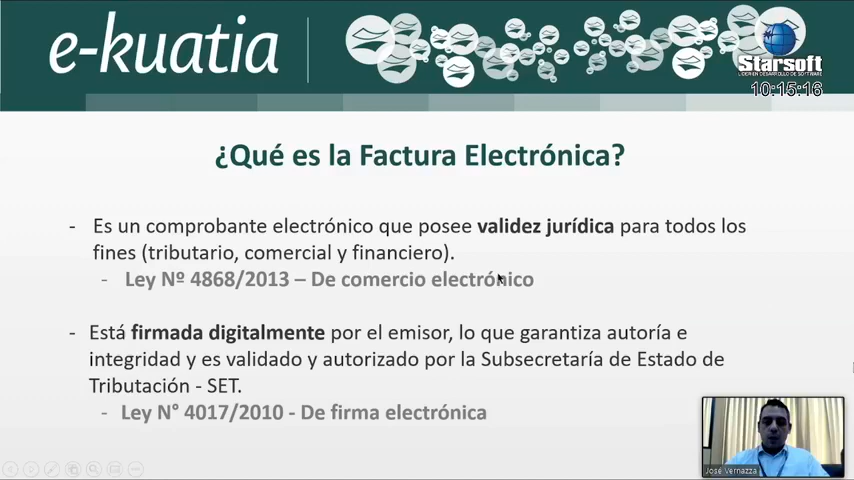 e-kuatia
Starsoft
LIDER EN DESARROLLO DE SOFTWARE
10:15:16
¿Qué es la Factura Electrónica?
- Es un comprobante electrónico que posee validez jurídica para todos los
fines (tributario, comercial y financiero).
- Ley Nº 4868/2013 – De comercio electrónico
- Está firmada digitalmente por el emisor, lo que garantiza autoría e
integridad y es validado y autorizado por la Subsecretaría de Estado de
Tributación - SET.
- Ley N° 4017/2010 - De firma electrónica
José Vernazza